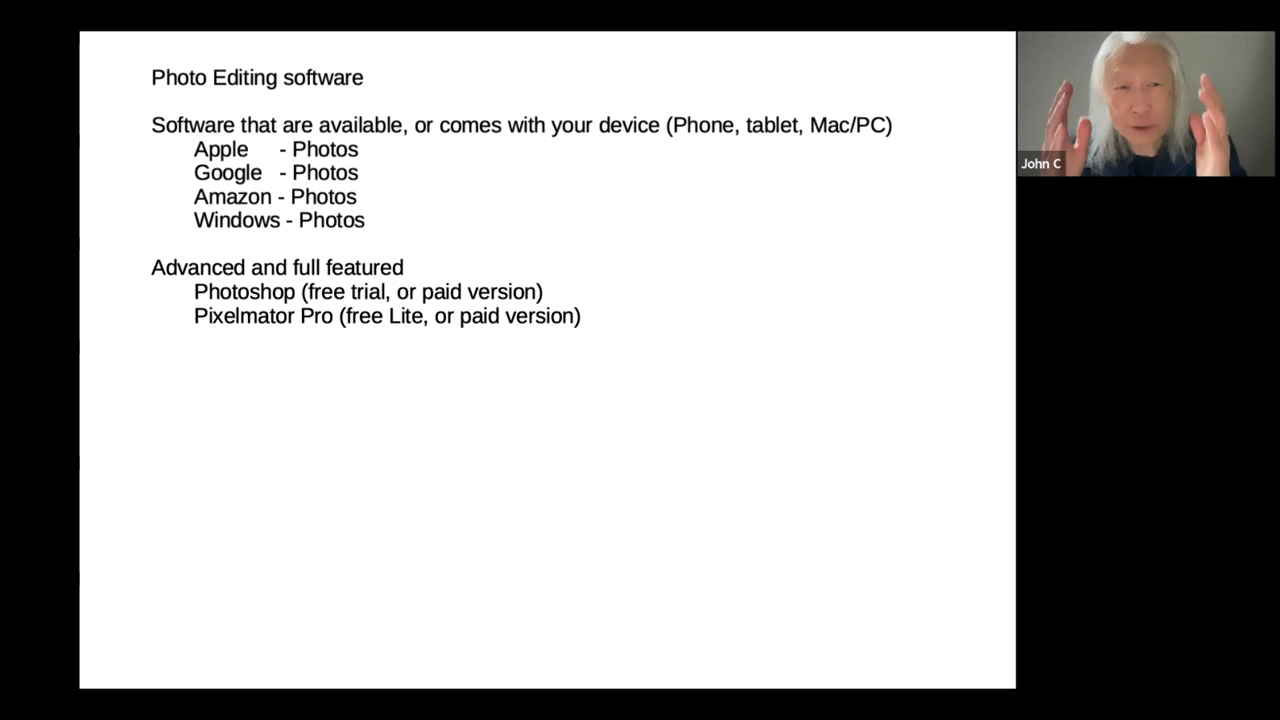 Photo Editing software
Software that are available, or comes with your device (Phone, tablet, Mac/PC)
Apple - Photos
Google - Photos
Amazon - Photos
Windows - Photos
Advanced and full featured
Photoshop (free trial, or paid version)
Pixelmator Pro (free Lite, or paid version)
John C